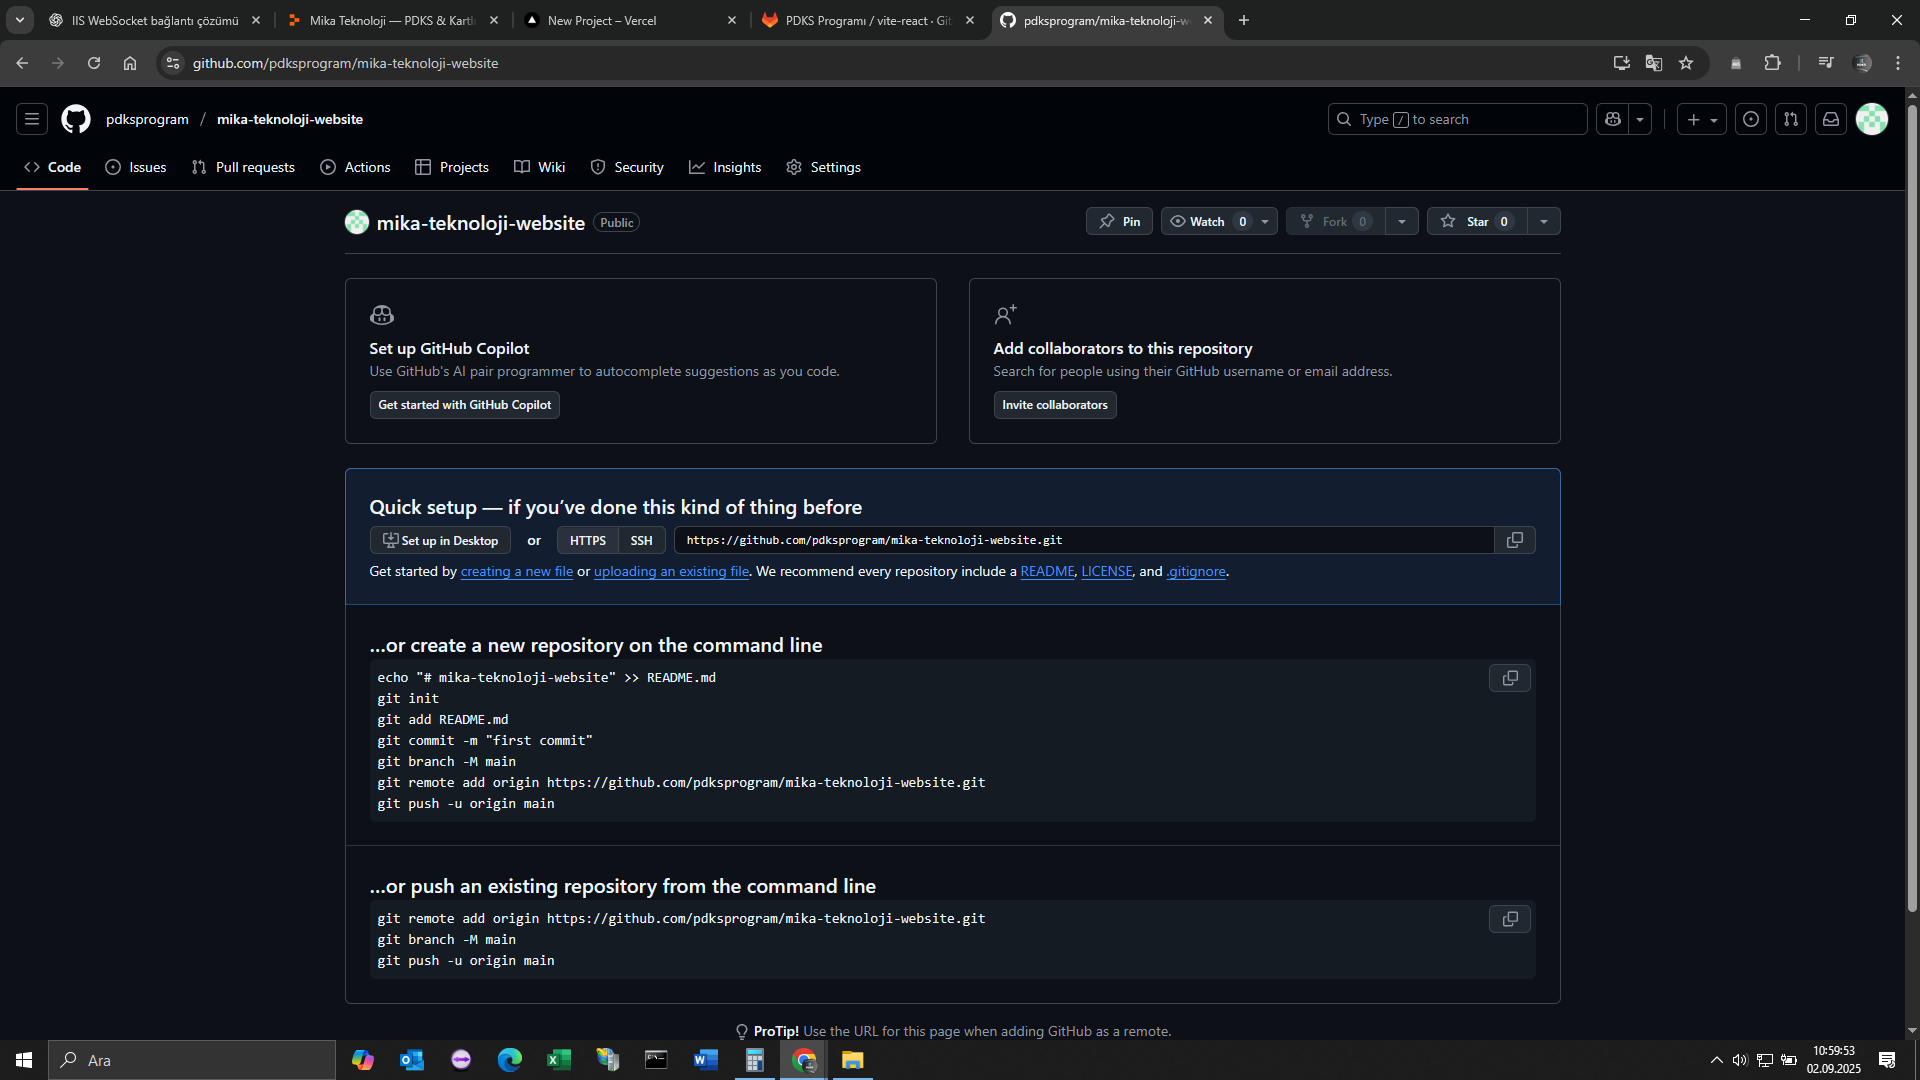 IIS WebSocket bağlantı çözümü
Mika Teknoloji — PDKS & Kartl
New Project – Vercel
PDKS Programı / vite-react · Git
pdksprogram/mika-teknoloji-w
github.com/pdksprogram/mika-teknoloji-website
pdksprogram / mika-teknoloji-website
Type / to search
Code
Issues
Pull requests
Actions
Projects
Wiki
Security
Insights
Settings
mika-teknoloji-website Public
Pin
Watch 0
Fork 0
Star 0
Set up GitHub Copilot
Use GitHub's AI pair programmer to autocomplete suggestions as you code.
Get started with GitHub Copilot
Add collaborators to this repository
Search for people using their GitHub username or email address.
Invite collaborators
Quick setup — if you’ve done this kind of thing before
Set up in Desktop or HTTPS SSH https://github.com/pdksprogram/mika-teknoloji-website.git
Get started by creating a new file or uploading an existing file. We recommend every repository include a README, LICENSE, and .gitignore.
…or create a new repository on the command line
echo "# mika-teknoloji-website" >> README.md
git init
git add README.md
git commit -m "first commit"
git branch -M main
git remote add origin https://github.com/pdksprogram/mika-teknoloji-website.git
git push -u origin main
…or push an existing repository from the command line
git remote add origin https://github.com/pdksprogram/mika-teknoloji-website.git
git branch -M main
git push -u origin main
ProTip! Use the URL for this page when adding GitHub as a remote.
Ara
10:59:53
02.09.2025